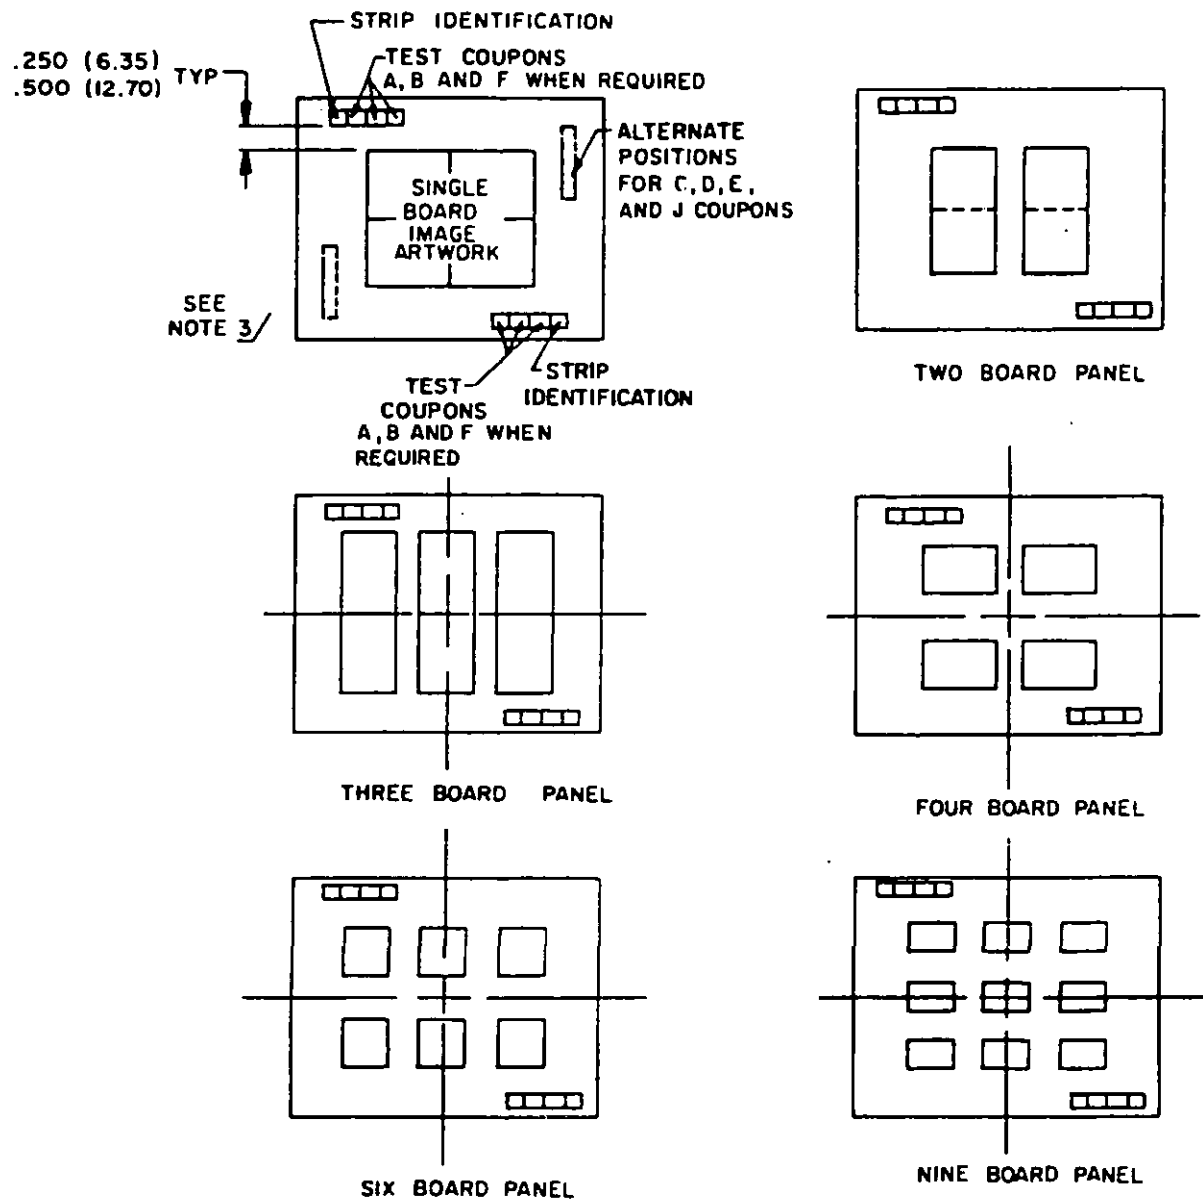 STRIP IDENTIFICATION
.250 (6.35)
.500 (12.70) TYP
TEST COUPONS
A, B AND F WHEN REQUIRED
ALTERNATE
POSITIONS
FOR C, D, E,
AND J COUPONS
SINGLE
BOARD
IMAGE
ARTWORK
SEE
NOTE 3/
TEST
COUPONS
A, B AND F WHEN
REQUIRED
STRIP
IDENTIFICATION
TWO BOARD PANEL
THREE BOARD PANEL
FOUR BOARD PANEL
SIX BOARD PANEL
NINE BOARD PANEL